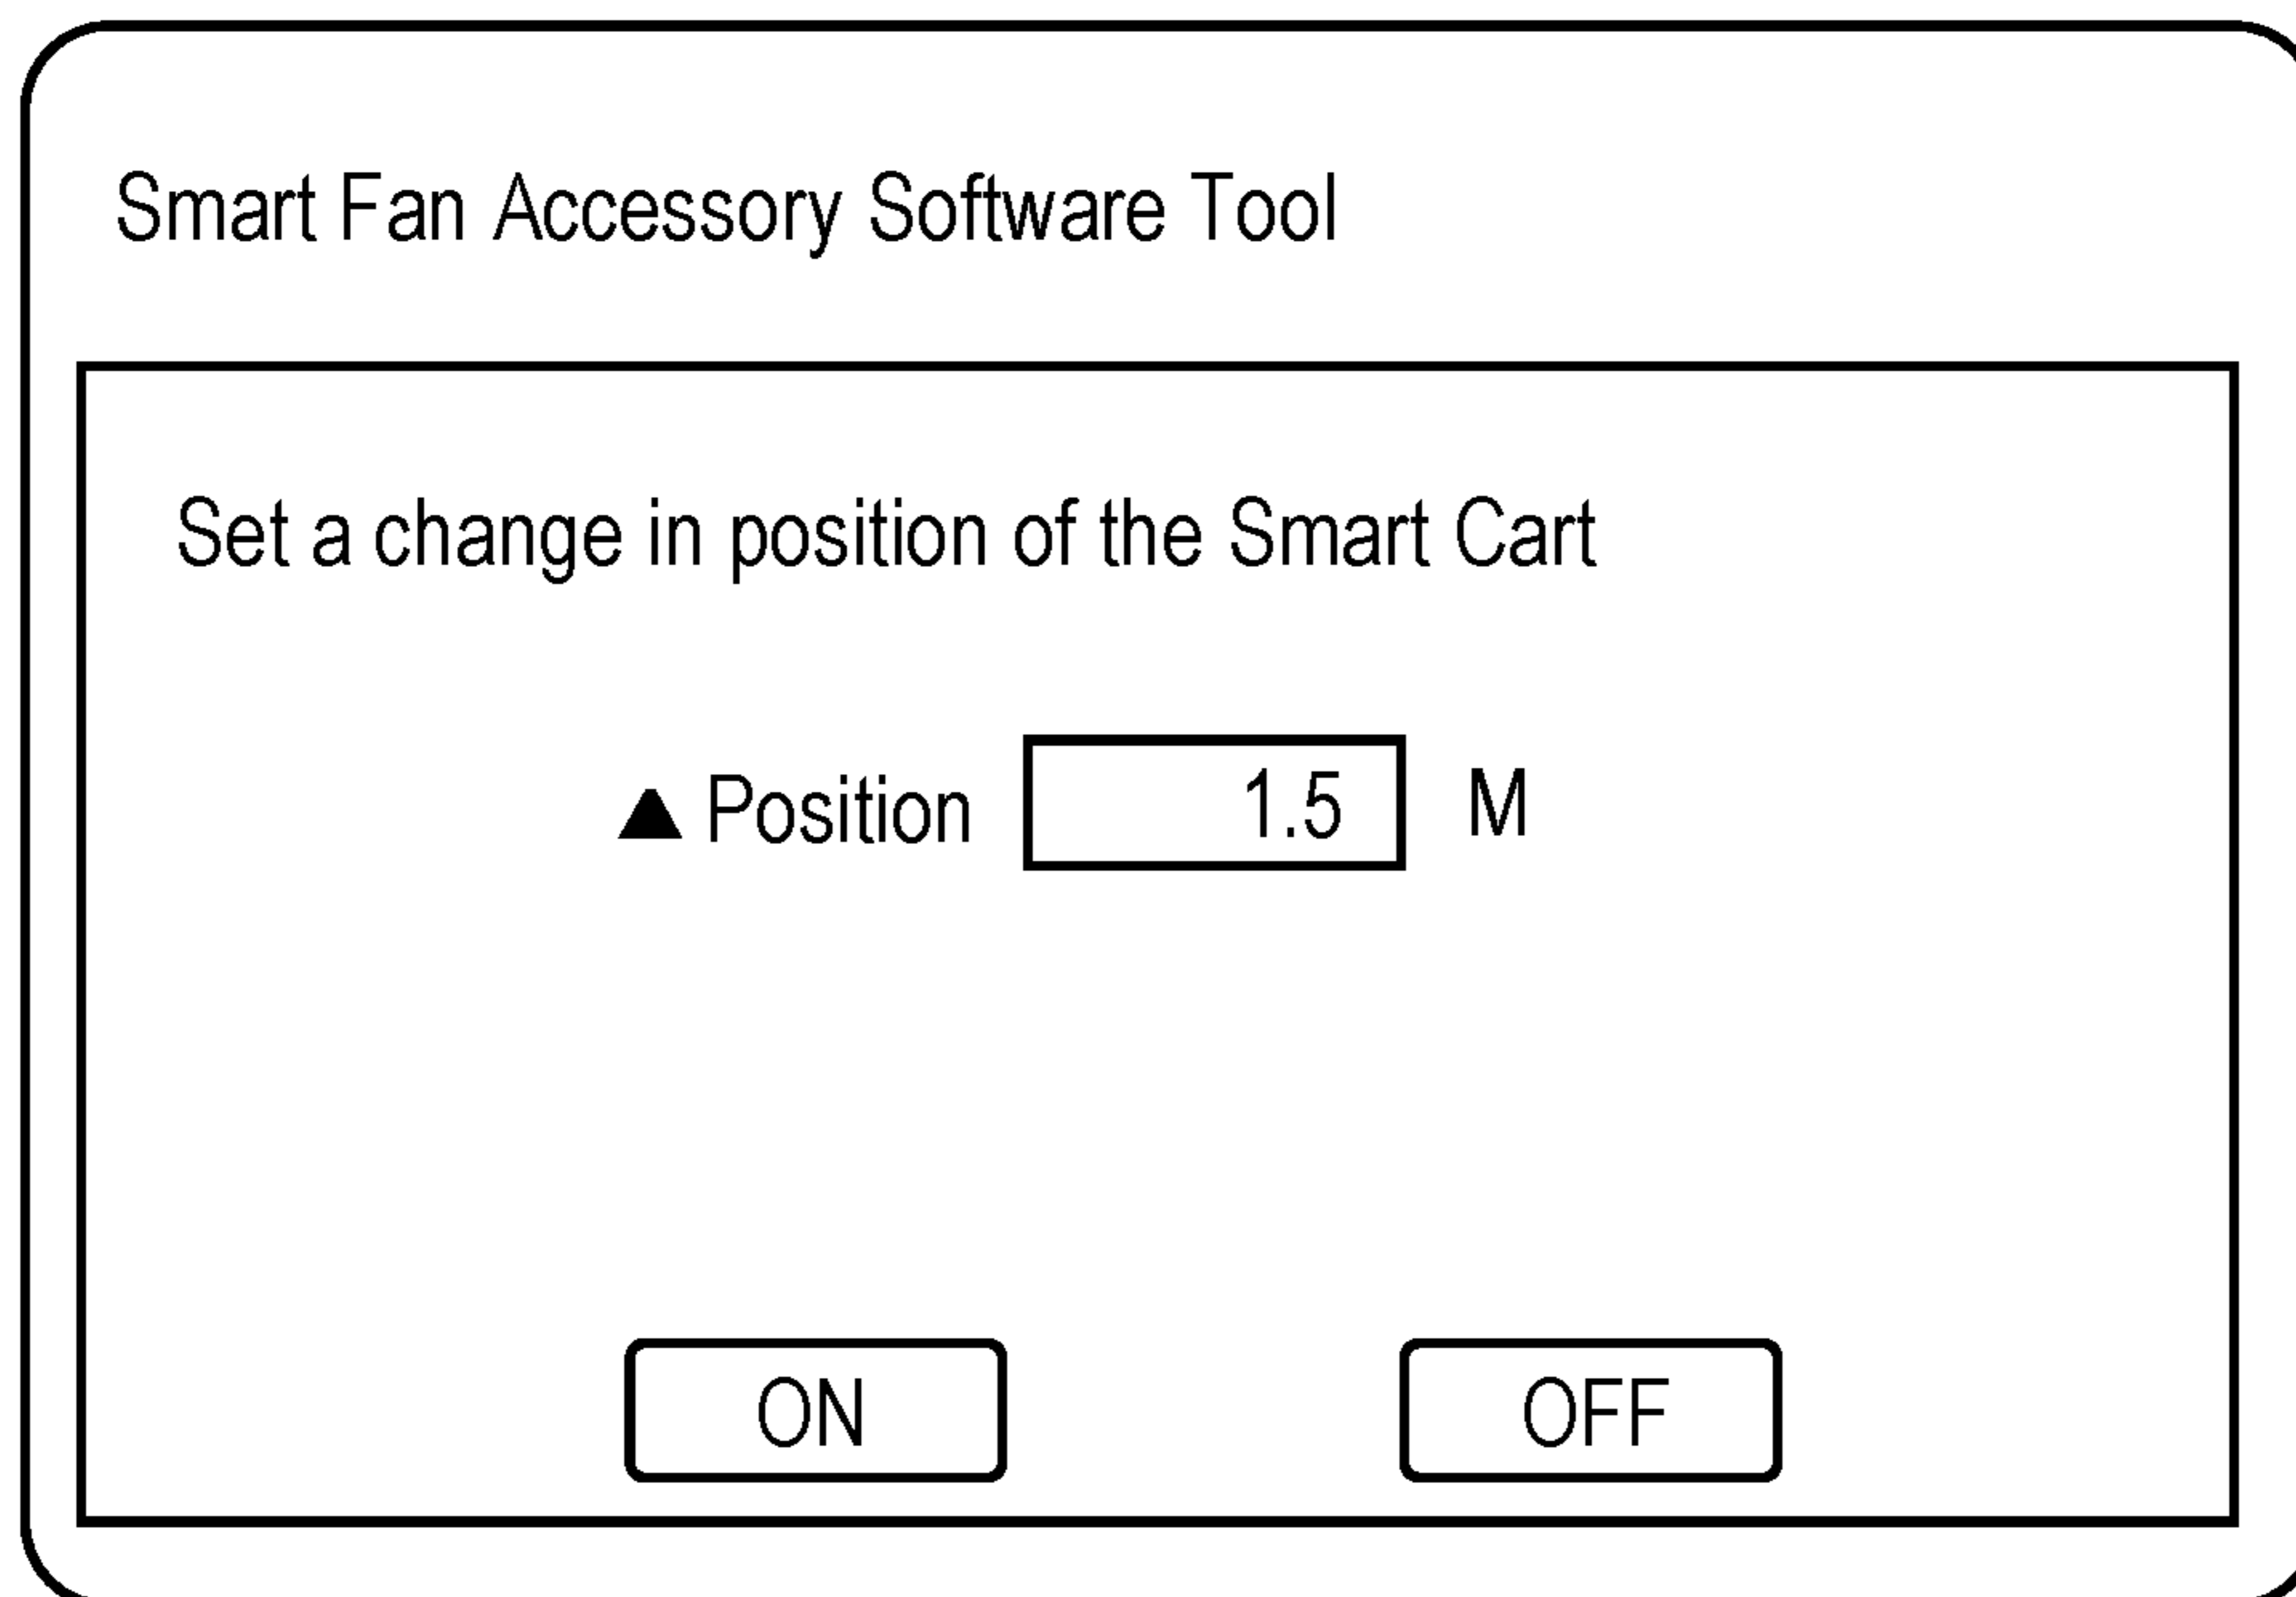 Smart Fan Accessory Software Tool
Set a change in position of the Smart Cart
▲ Position 1.5 M
ON OFF